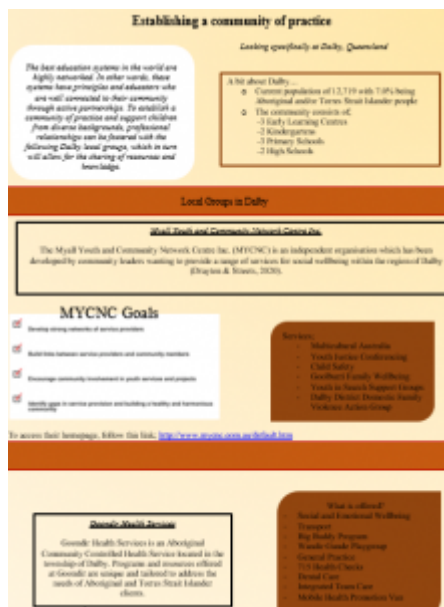 Establishing a community of practice
Looking specifically at Dalby, Queensland
The best education systems in the world are
highly networked. In other words, these
systems have principles and educators who
are well connected to their community
through active partnerships. To establish a
community of practice and support children
from diverse backgrounds, professional
relationships can be fostered with the
following Dalby local groups, which in turn
will allow for the sharing of resources and
knowledge.
A bit about Dalby...
Current population of 12,719 with 7.0% being
Aboriginal and/or Torres Strait Islander people
The community consists of:
-3 Early Learning Centres
-2 Kindergartens
-3 Primary Schools
-2 High Schools
Local Groups in Dalby
Myall Youth and Community Network Centre Inc.
The Myall Youth and Community Network Centre Inc. (MYCNC) is an independent organisation which has been
developed by community leaders wanting to provide a range of services for social wellbeing within the region of Dalby
(Drayton & Streets, 2020).
MYCNC Goals
Develop strong networks of service providers
Build links between service providers and community members
Encourage community involvement in youth services and projects
Identify gaps in service provision and building a healthy and harmonious
community
Services:
- Multicultural Australia
- Youth Justice Conferencing
- Child Safety
- Goolburri Family Wellbeing
- Youth in Search Support Groups
- Dalby District Domestic Family
Violence Action Group
To access their homepage, follow this link: http://www.mycnc.com.au/default.htm
Goondir Health Services
Goondir Health Services is an Aboriginal
Community Controlled Health Service located in the
township of Dalby. Programs and resources offered
at Goondir are unique and tailored to address the
needs of Aboriginal and Torres Strait Islander
clients.
What is offered?
- Social and Emotional Wellbeing
- Transport
- Big Buddy Program
- Playgroup
- General Practice
- 715 Health Checks
- Dental Care
- Integrated Team Care
- Mobile Health Promotion Van